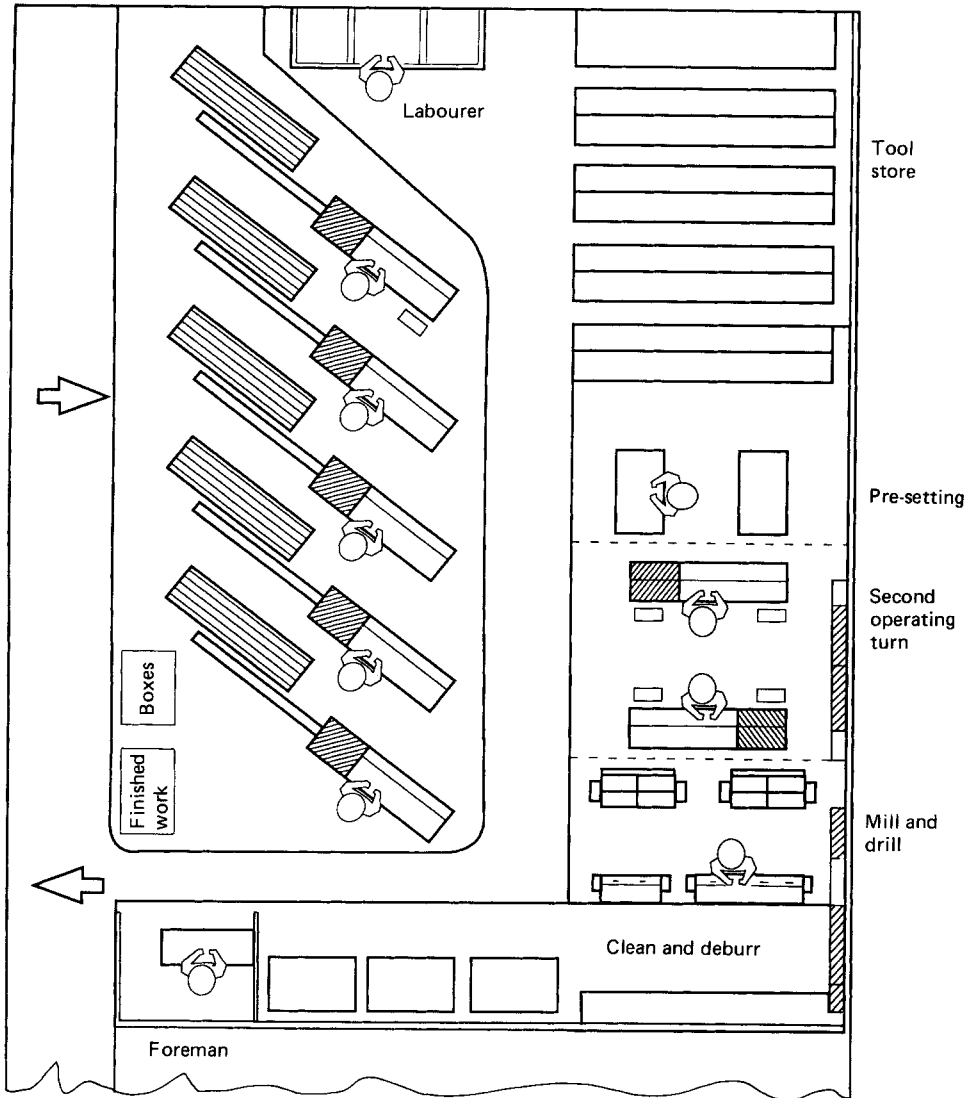 Labourer
Tool
store
Pre-setting
Second
operating
turn
Boxes
Finished
work
Mill and
drill
Clean and deburr
Foreman